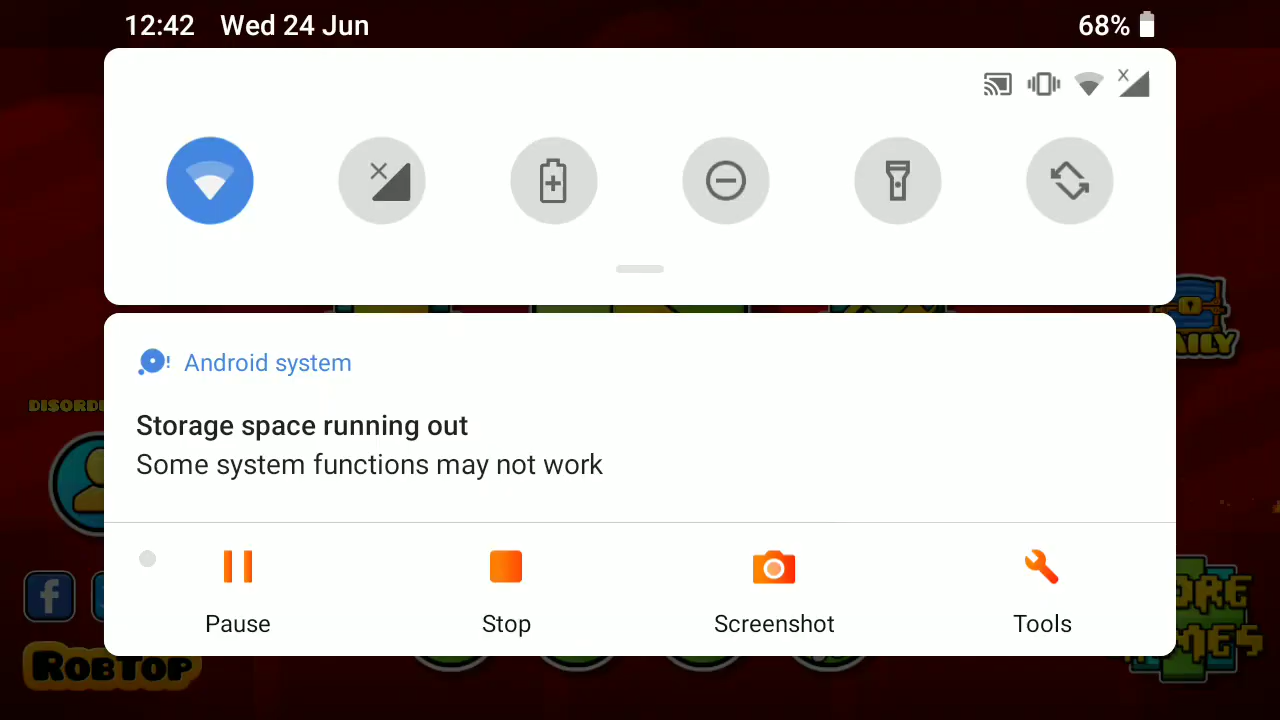 12:42 Wed 24 Jun 68%
Android system
Storage space running out
Some system functions may not work
Pause Stop Screenshot Tools
RobTop